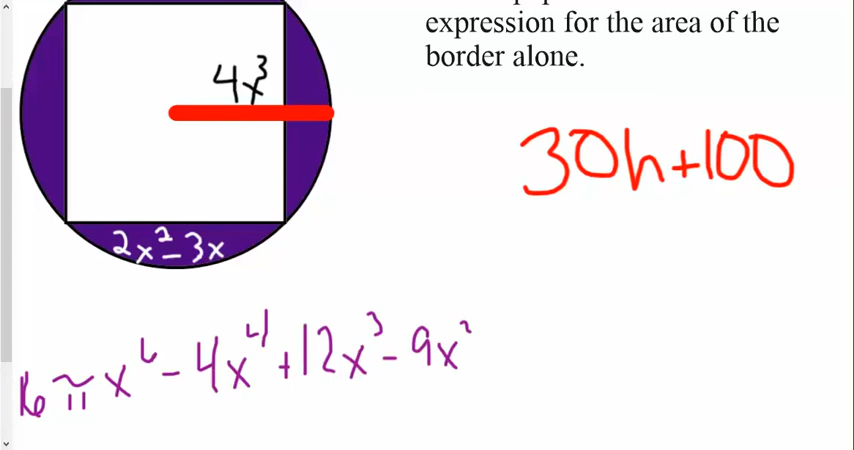 expression for the area of the
border alone.
4x³
30h+100
2x²-3x
16πx⁶-4x⁴+12x³-9x²